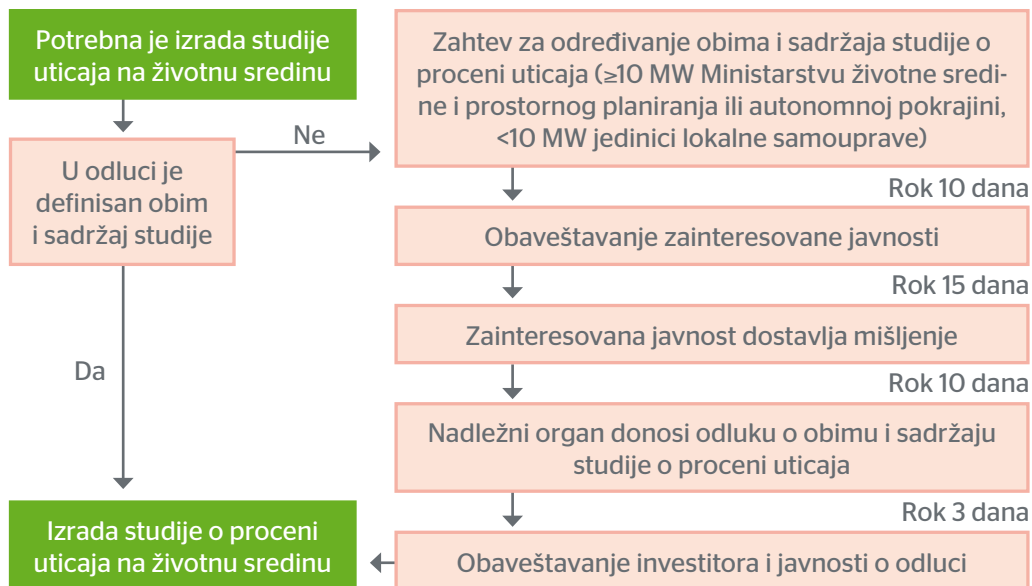 Potrebna je izrada studije
uticaja na životnu sredinu
Ne
U odluci je
definisan obim
i sadržaj studije
Da
Izrada studije o proceni
uticaja na životnu sredinu
Zahtev za određivanje obima i sadržaja studije o
proceni uticaja (≥10 MW Ministarstvu životne sredi-
ne i prostornog planiranja ili autonomnoj pokrajini,
<10 MW jedinici lokalne samouprave)
Rok 10 dana
Obaveštavanje zainteresovane javnosti
Rok 15 dana
Zainteresovana javnost dostavlja mišljenje
Rok 10 dana
Nadležni organ donosi odluku o obimu i sadržaju
studije o proceni uticaja
Rok 3 dana
Obaveštavanje investitora i javnosti o odluci